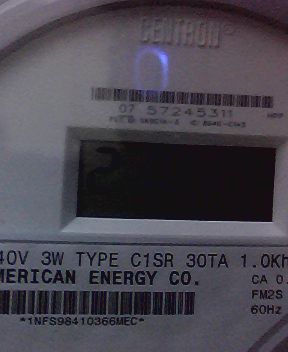 CENTRON
07 57245311
40V 3W TYPE C1SR 30TA 1.0Kh
MERICAN ENERGY CO.
CA 0.
FM2S
60Hz
*1NFS98410366MEC*